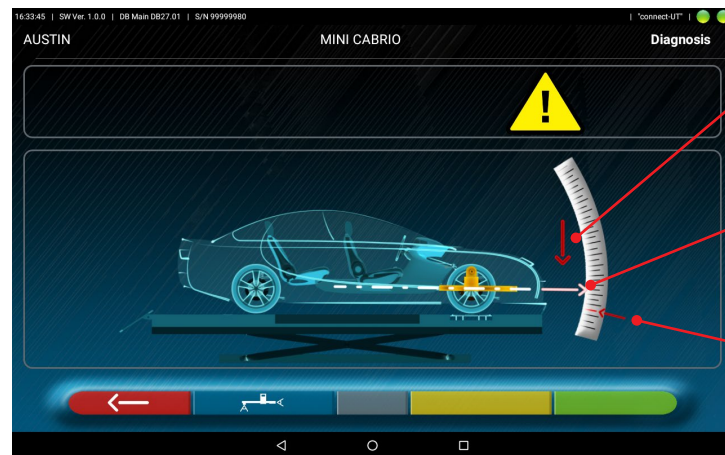 16:33:45 | SW Ver. 1.0.0 | DB Main DB27.01 | S/N 99999980 | "connect-UT" |
AUSTIN MINI CABRIO Diagnosis
!